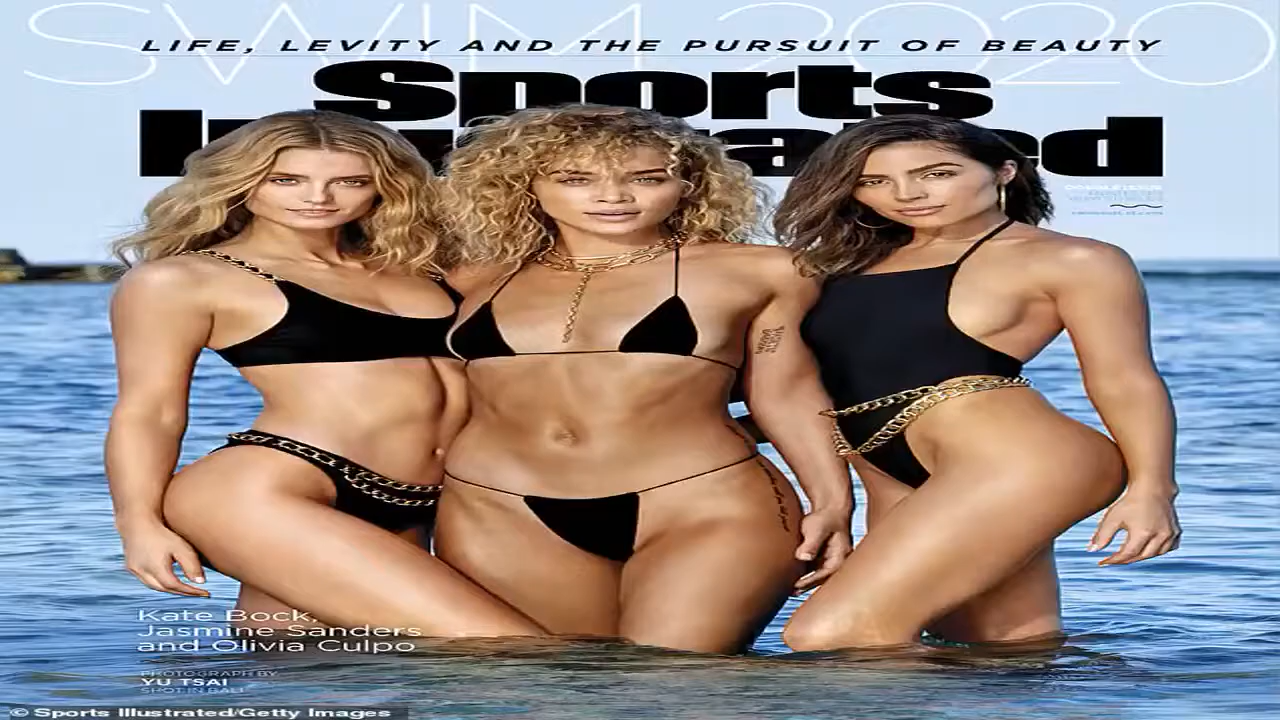 SWIM 2020
LIFE, LEVITY AND THE PURSUIT OF BEAUTY
Sports
Illustrated
Kate Bock,
Jasmine Sanders
and Olivia Culpo
PHOTOGRAPH BY
YU TSAI
SHOT IN BALI
© Sports Illustrated/Getty Images